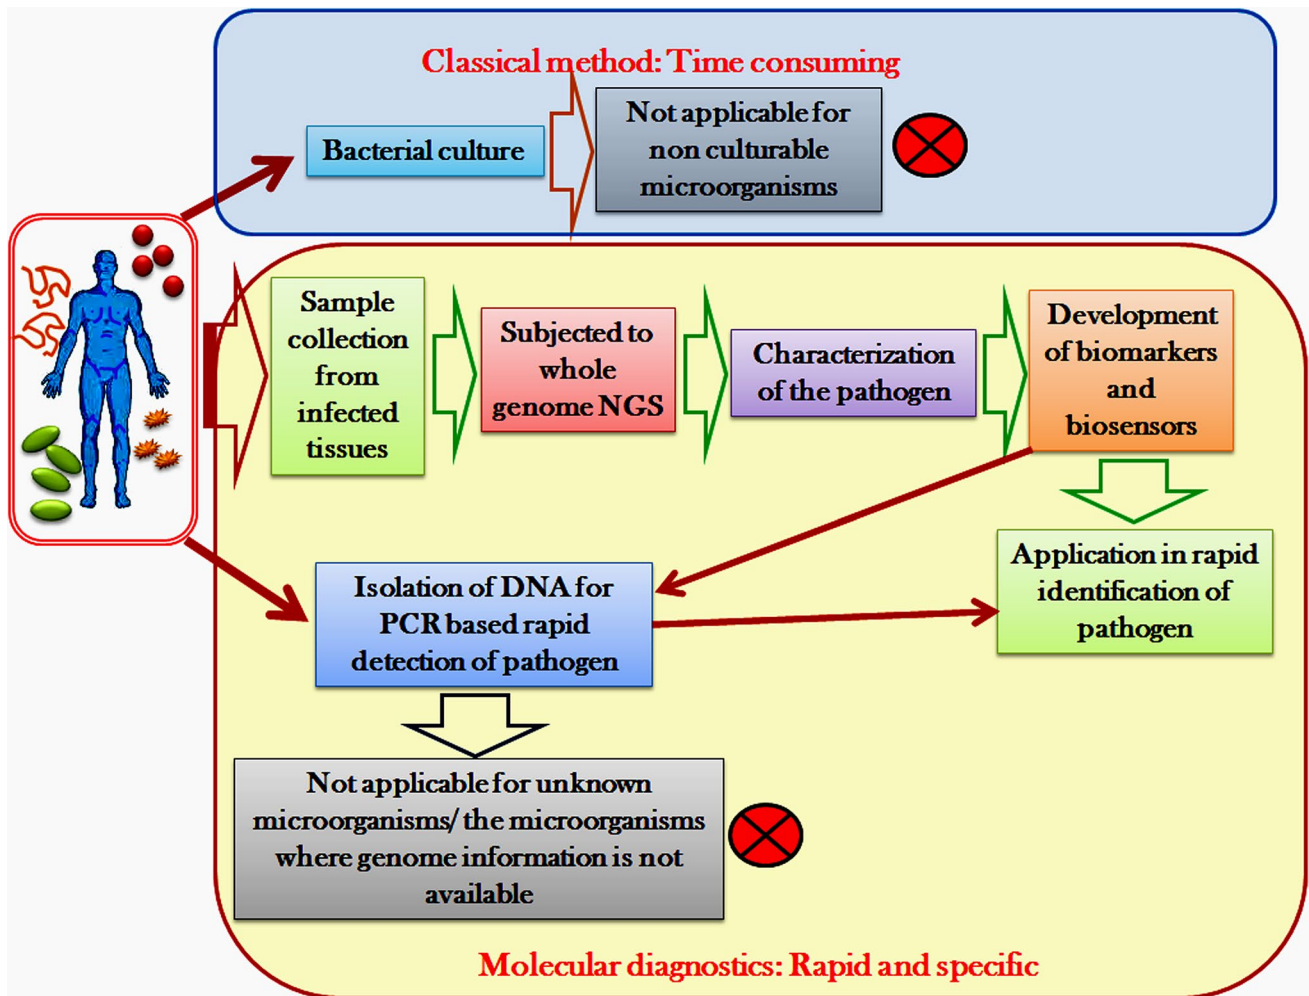 Classical method: Time consuming
Bacterial culture
Not applicable for
non culturable
microorganisms
Sample
collection
from
infected
tissues
Subjected to
whole
genome NGS
Characterization
of the pathogen
Development
of biomarkers
and
biosensors
Application in rapid
identification of
pathogen
Isolation of DNA for
PCR based rapid
detection of pathogen
Not applicable for unknown
microorganisms/ the microorganisms
where genome information is not
available
Molecular diagnostics: Rapid and specific